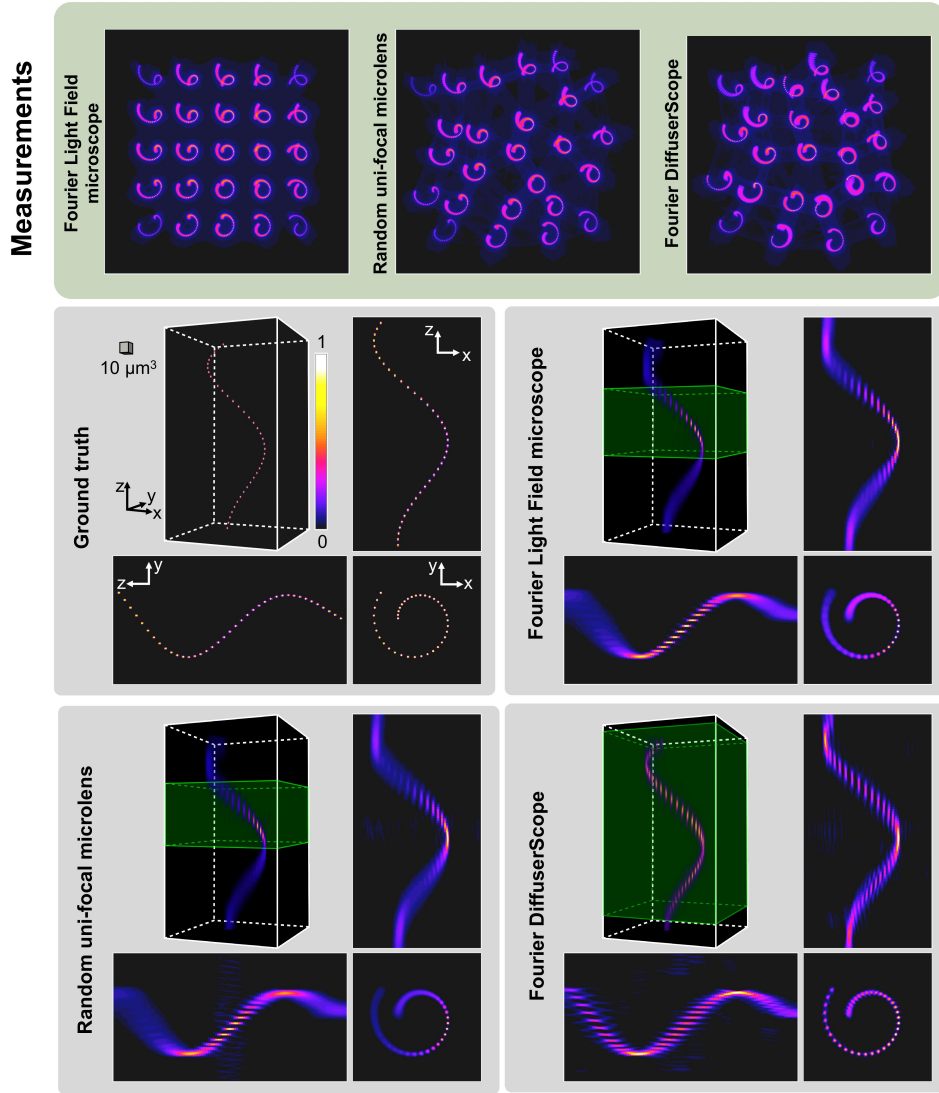 Measurements
Fourier Light Field
microscope
Random uni-focal microlens
Fourier DiffuserScope
Ground truth
10 µm³
z
y
x
1
0
z
x
z
y
y
x
Fourier Light Field microscope
Random uni-focal microlens
Fourier DiffuserScope